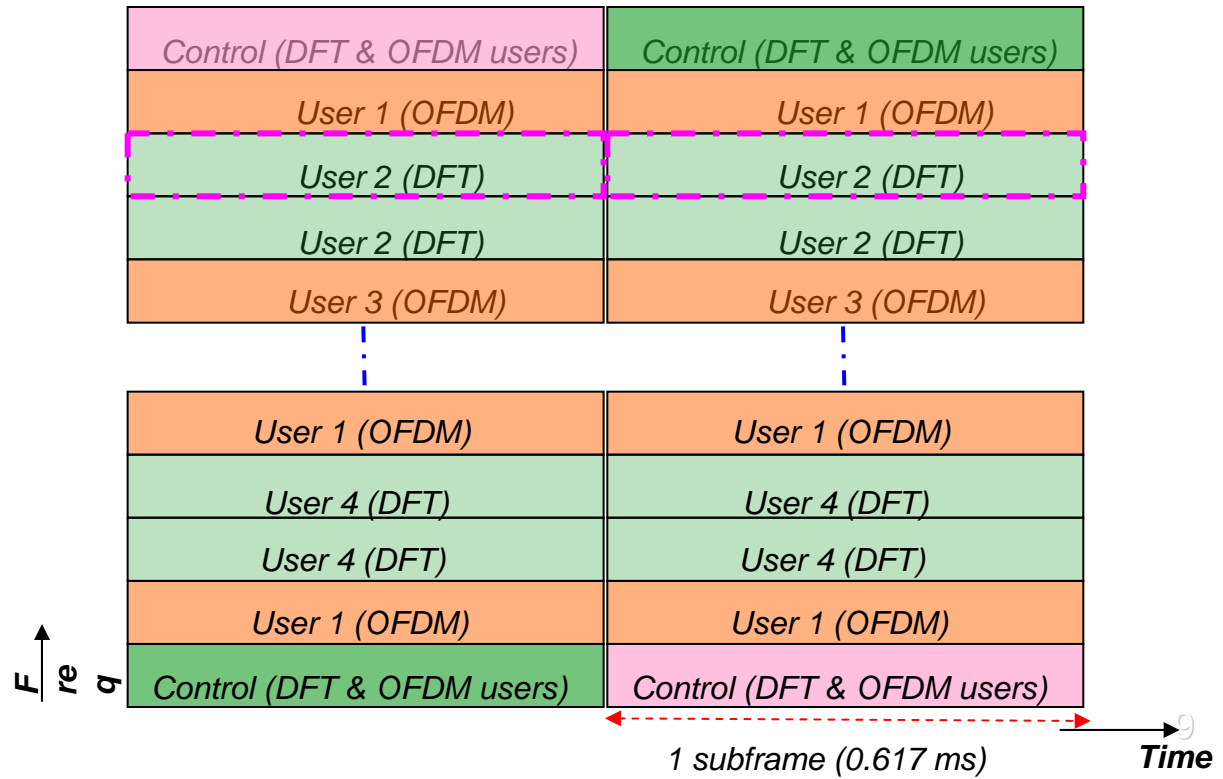 Control (DFT & OFDM users) Control (DFT & OFDM users)
User 1 (OFDM) User 1 (OFDM)
User 2 (DFT) User 2 (DFT)
User 2 (DFT) User 2 (DFT)
User 3 (OFDM) User 3 (OFDM)
User 1 (OFDM) User 1 (OFDM)
User 4 (DFT) User 4 (DFT)
User 4 (DFT) User 4 (DFT)
User 1 (OFDM) User 1 (OFDM)
Control (DFT & OFDM users) Control (DFT & OFDM users)
F
re
q
9
1 subframe (0.617 ms) Time